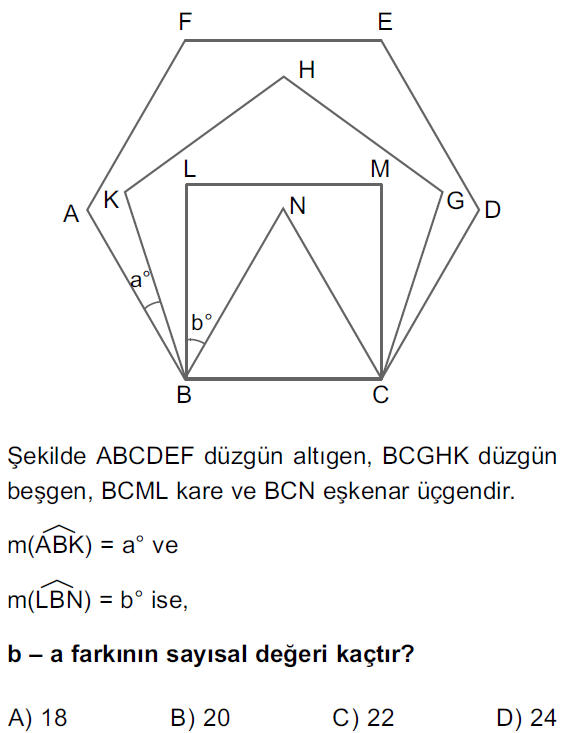 F E
H
L M
K G
A N D
a°
b°
B C
Şekilde ABCDEF düzgün altıgen, BCGHK düzgün
beşgen, BCML kare ve BCN eşkenar üçgendir.
m(ABK) = a° ve
m(LBN) = b° ise,
b – a farkının sayısal değeri kaçtır?
A) 18 B) 20 C) 22 D) 24